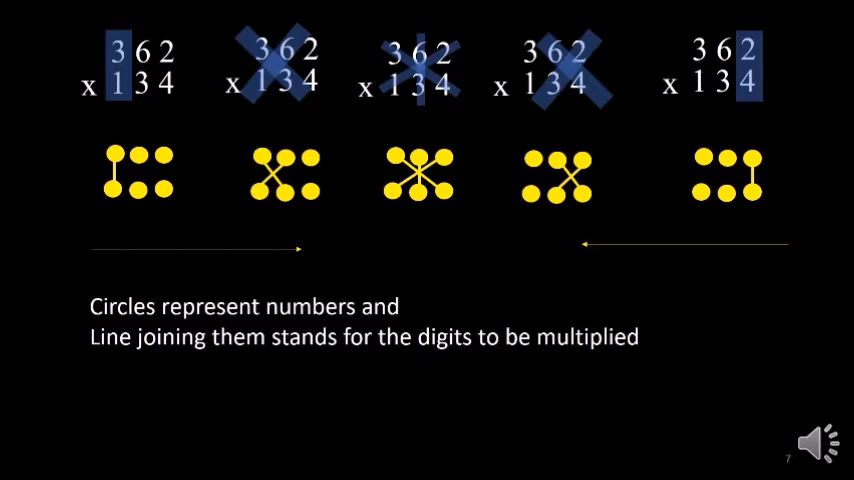 3 6 2 3 6 2 3 6 2 3 6 2 3 6 2
x 1 3 4 x 1 3 4 x 1 3 4 x 1 3 4 x 1 3 4
Circles represent numbers and
Line joining them stands for the digits to be multiplied
7